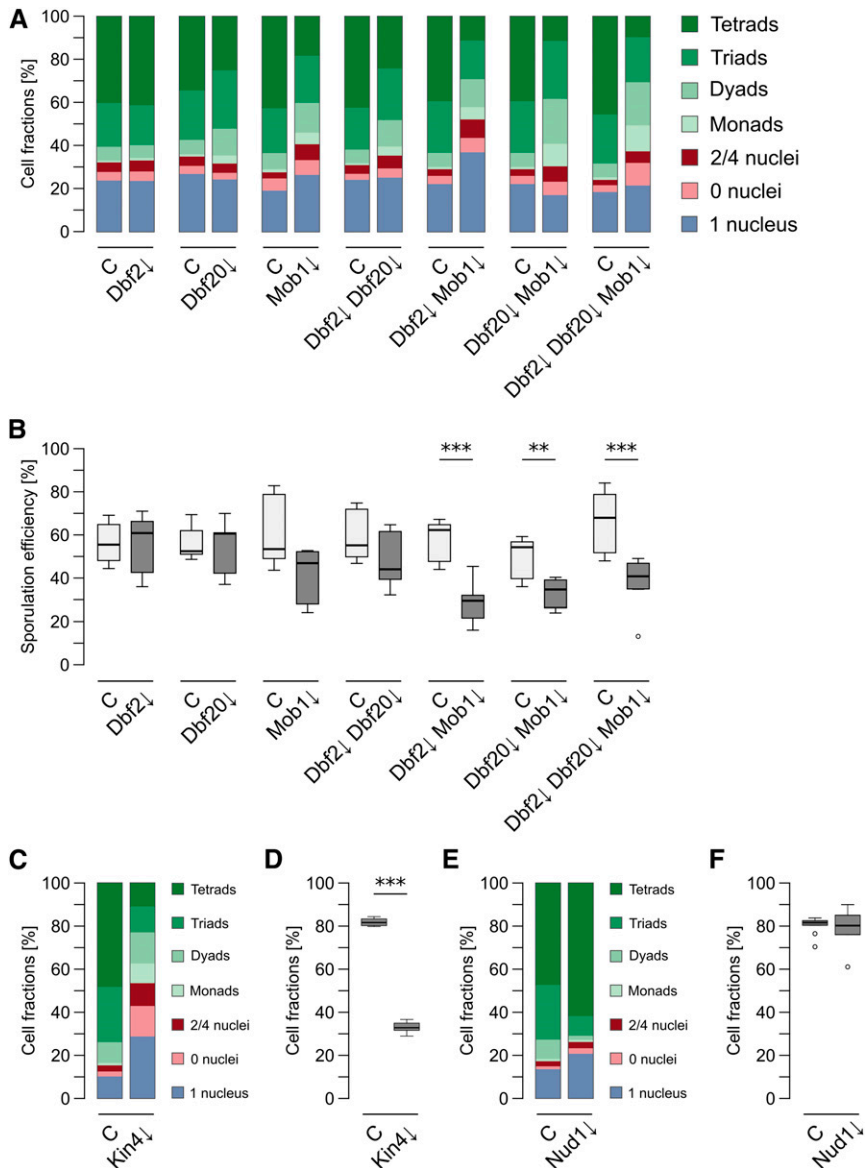 A
Cell fractions [%]
100
80
60
40
20
0
C
Dbf2↓
C
Dbf20↓
C
Mob1↓
C
Dbf2↓ Dbf20↓
C
Dbf2↓ Mob1↓
C
Dbf20↓ Mob1↓
C
Dbf2↓ Dbf20↓ Mob1↓
Tetrads
Triads
Dyads
Monads
2/4 nuclei
0 nuclei
1 nucleus
B
Sporulation efficiency [%]
100
80
60
40
20
0
***
**
***
C
Dbf2↓
C
Dbf20↓
C
Mob1↓
C
Dbf2↓ Dbf20↓
C
Dbf2↓ Mob1↓
C
Dbf20↓ Mob1↓
C
Dbf2↓ Dbf20↓ Mob1↓
C
Cell fractions [%]
100
80
60
40
20
0
C
Kin4↓
Tetrads
Triads
Dyads
Monads
2/4 nuclei
0 nuclei
1 nucleus
D
Cell fractions [%]
100
80
60
40
20
0
***
C
Kin4↓
E
Cell fractions [%]
100
80
60
40
20
0
C
Nud1↓
Tetrads
Triads
Dyads
Monads
2/4 nuclei
0 nuclei
1 nucleus
F
Cell fractions [%]
100
80
60
40
20
0
C
Nud1↓